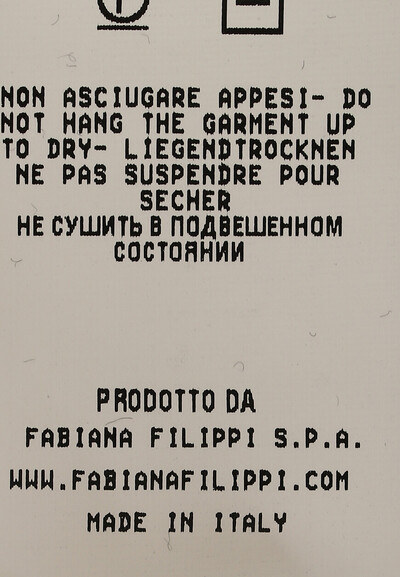 NON ASCIUGARE APPESI- DO
NOT HANG THE GARMENT UP
TO DRY- LIEGENDTROCKNEN
NE PAS SUSPENDRE POUR
SECHER
НЕ СУШИТЬ В ПОДВЕШЕННОМ
СОСТОЯНИИ
PRODOTTO DA
FABIANA FILIPPI S.P.A.
WWW.FABIANAFILIPPI.COM
MADE IN ITALY